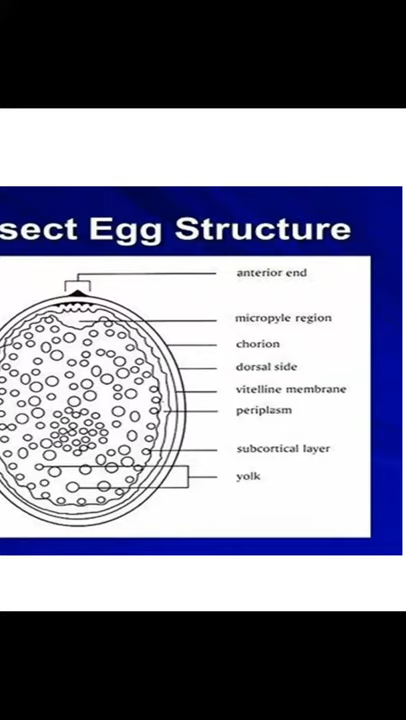 sect Egg Structure
anterior end
micropyle region
chorion
dorsal side
vitelline membrane
periplasm
subcortical layer
yolk